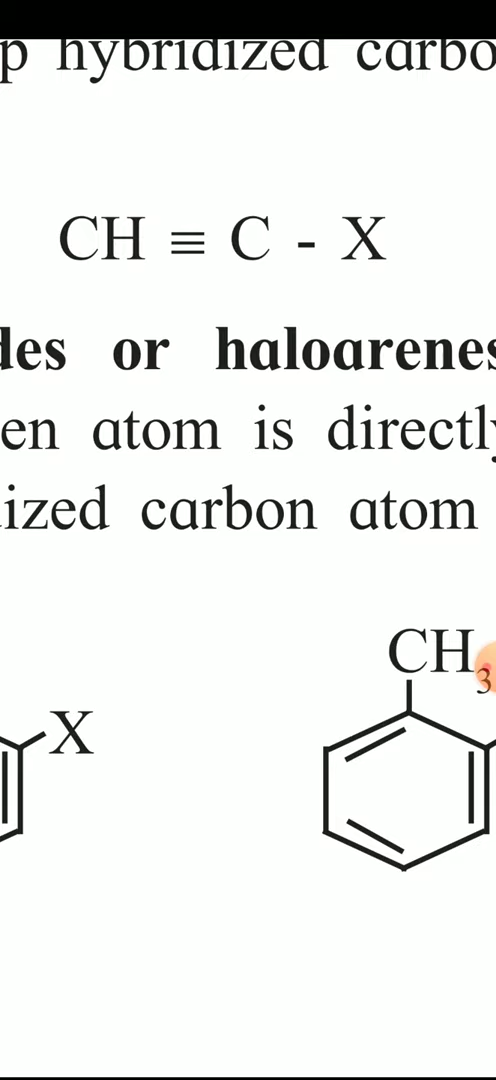 p hybridized carbo
CH ≡ C - X
des or haloarenes
en atom is directly
ized carbon atom
CH3
X